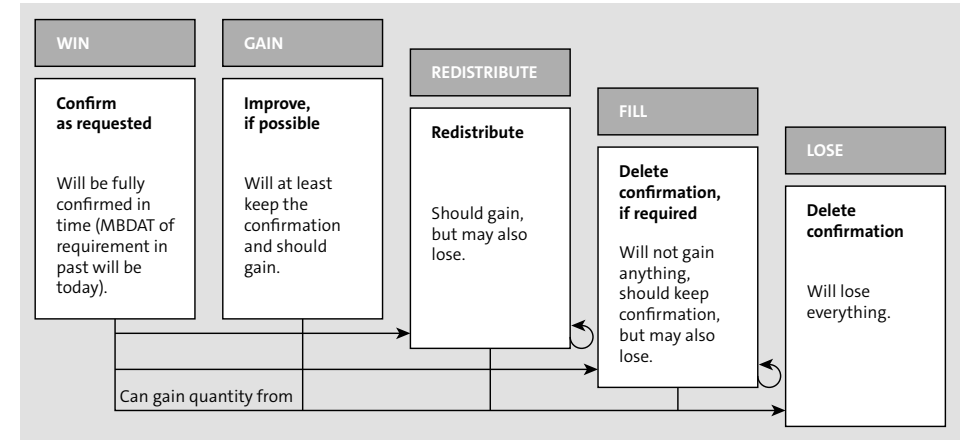 WIN
Confirm
as requested
Will be fully
confirmed in
time (MBDAT of
requirement in
past will be
today).
GAIN
Improve,
if possible
Will at least
keep the
confirmation
and should
gain.
REDISTRIBUTE
Redistribute
Should gain,
but may also
lose.
FILL
Delete
confirmation,
if required
Will not gain
anything,
should keep
confirmation,
but may also
lose.
LOSE
Delete
confirmation
Will lose
everything.
Can gain quantity from